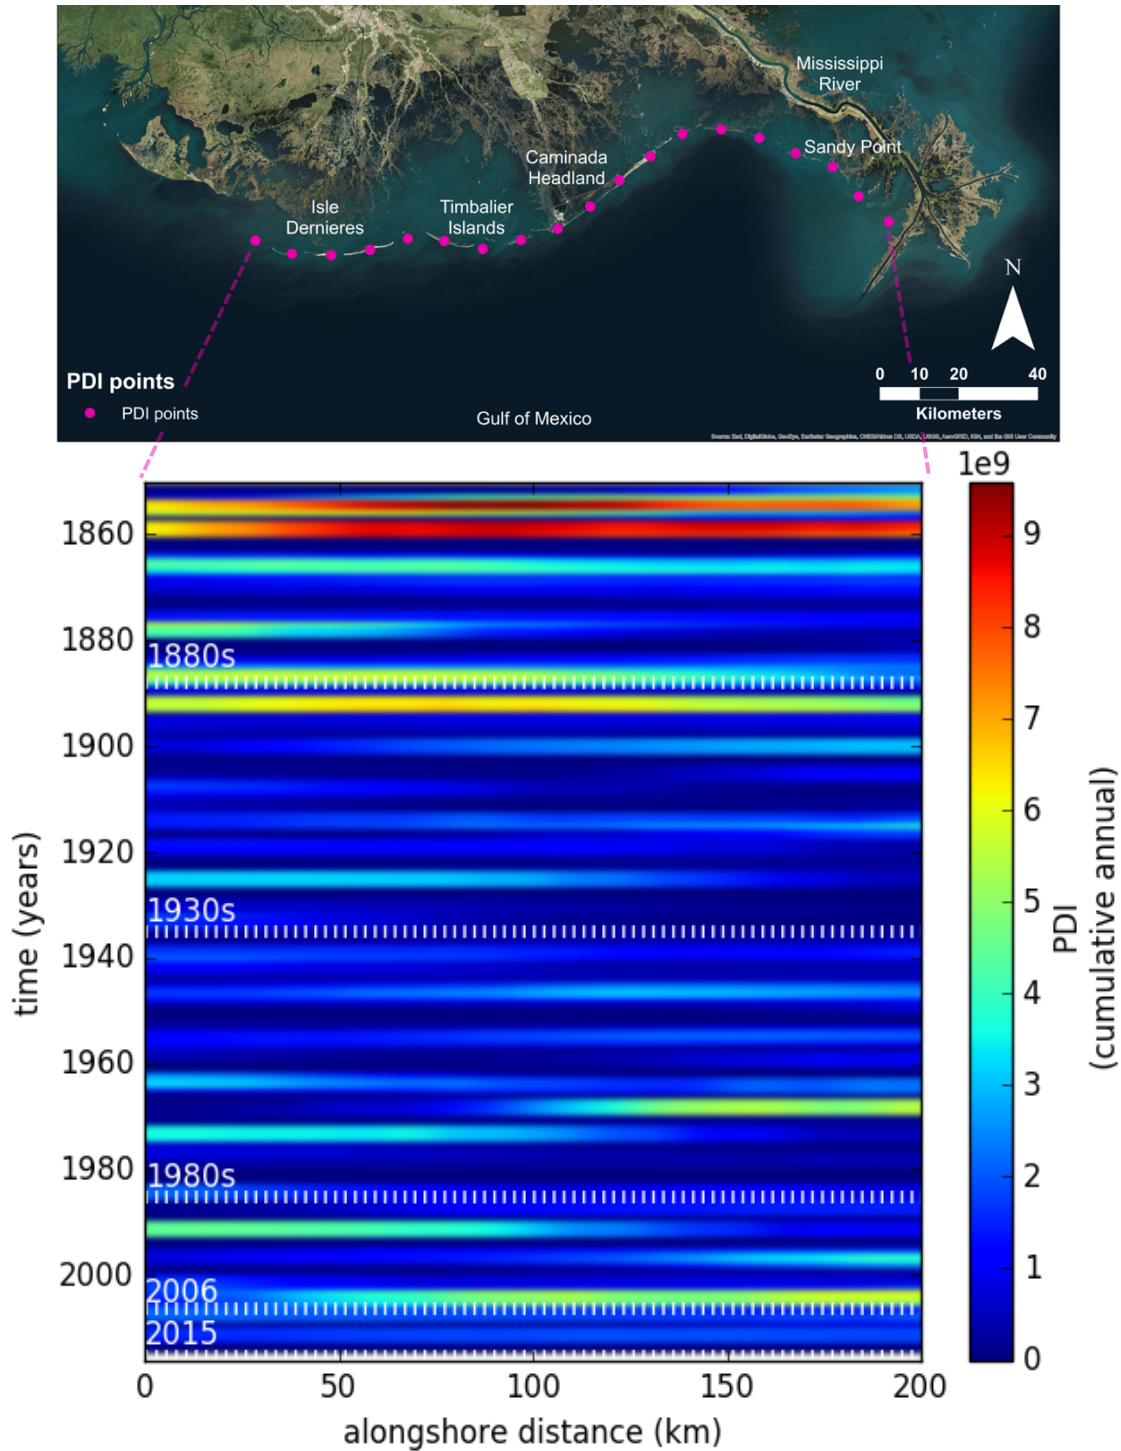 Mississippi
River
Sandy Point
Caminada
Headland
Isle
Dernieres
Timbalier
Islands
N
PDI points
PDI points
0 10 20 40
Kilometers
Gulf of Mexico
1e9
1860
1880
1900
1920
1940
1960
1980
2000
time (years)
1880s
1930s
1980s
2006
2015
0 50 100 150 200
alongshore distance (km)
9
8
7
6
5
4
3
2
1
0
PDI
(cumulative annual)